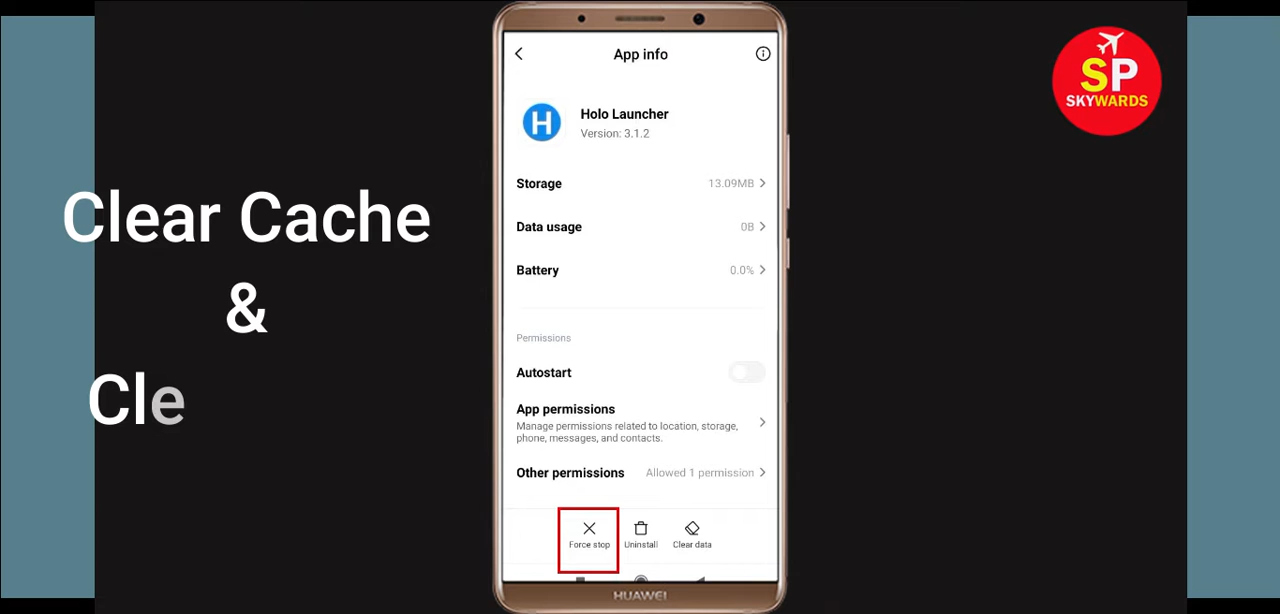 Clear Cache
&
Cle
App info
H
Holo Launcher
Version: 3.1.2
Storage 13.09MB
Data usage 0B
Battery 0.0%
Permissions
Autostart
App permissions
Manage permissions related to location, storage,
phone, messages, and contacts.
Other permissions Allowed 1 permission
Force stop Uninstall Clear data
HUAWEI
SP
SKYWARDS